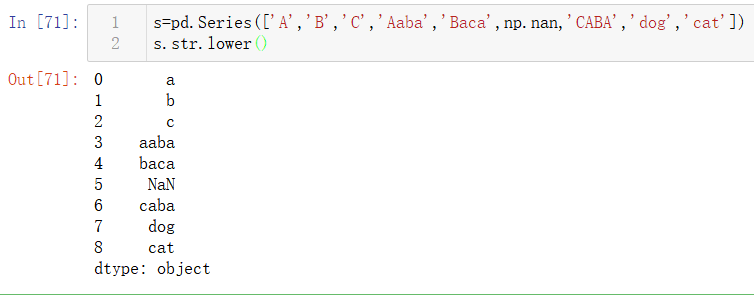 In [71]: 1 s=pd.Series(['A','B','C','Aaba','Baca',np.nan,'CABA','dog','cat'])
2 s.str.lower()
Out[71]: 0 a
1 b
2 c
3 aaba
4 baca
5 NaN
6 caba
7 dog
8 cat
dtype: object